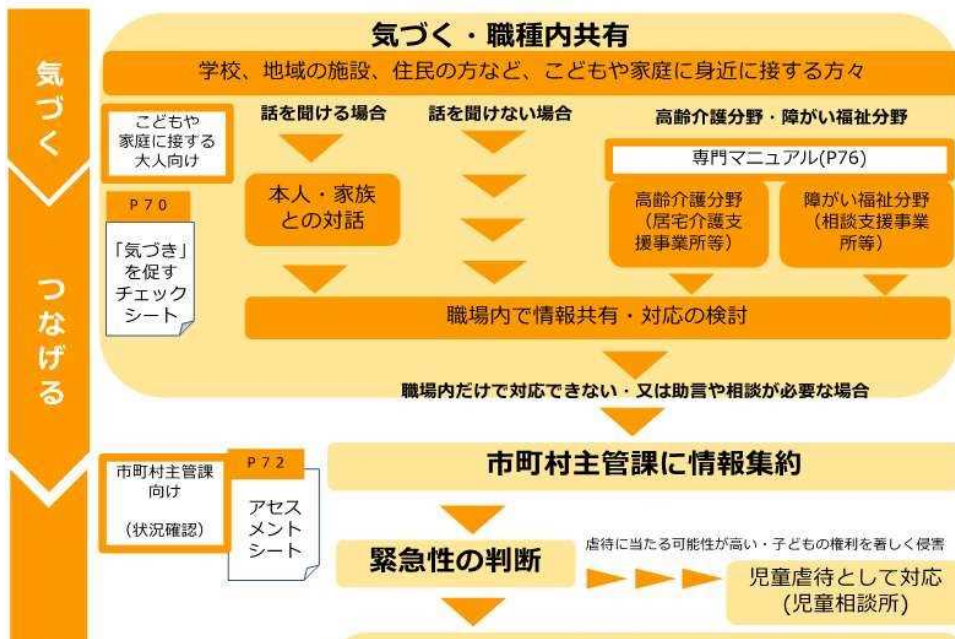 気づく
つなげる
気づく・職種内共有
学校、地域の施設、住民の方など、こどもや家庭に身近に接する方々
こどもや
家庭に接する
大人向け
話を聞ける場合
話を聞けない場合
高齢介護分野・障がい福祉分野
専門マニュアル(P76)
本人・家族
との対話
高齢介護分野
（居宅介護支
援事業所等）
障がい福祉分野
（相談支援事業
所等）
P70
「気づき」
を促す
チェック
シート
職場内で情報共有・対応の検討
職場内だけで対応できない・又は助言や相談が必要な場合
市町村主管課に情報集約
市町村主管課
向け
（状況確認）
P72
アセス
メント
シート
緊急性の判断
虐待に当たる可能性が高い・子どもの権利を著しく侵害
児童虐待として対応
(児童相談所)